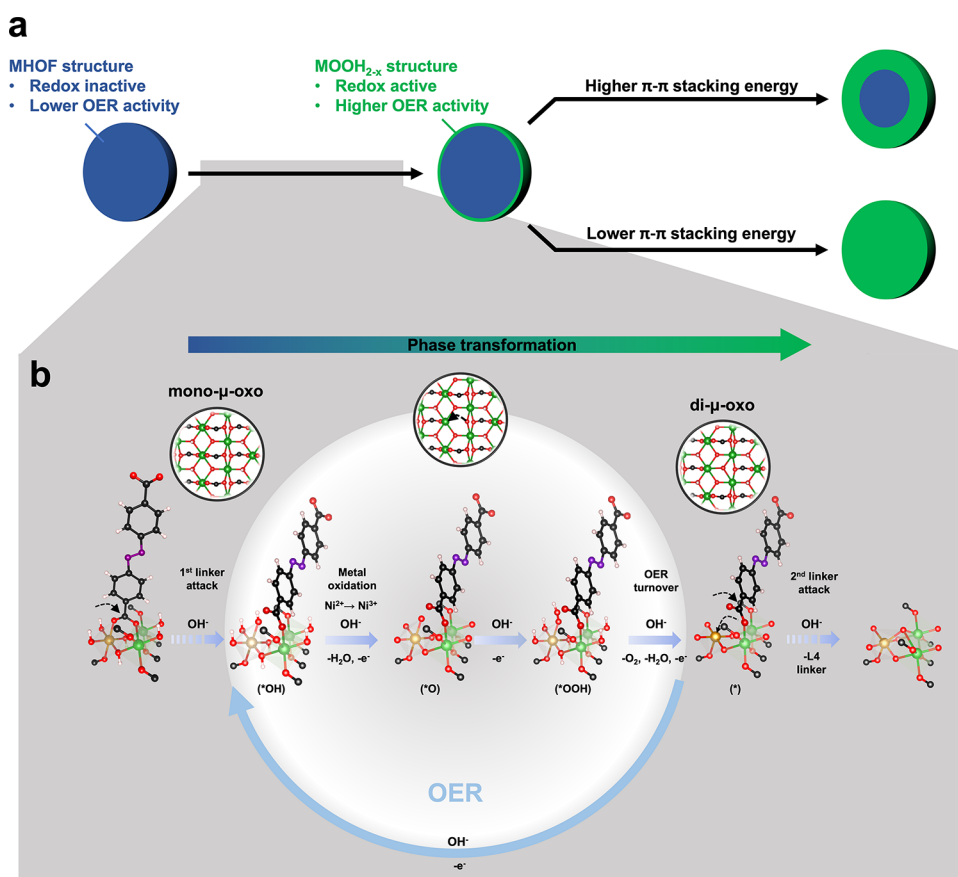 a
MHOF structure
• Redox inactive
• Lower OER activity
MOOH2-x structure
• Redox active
• Higher OER activity
Higher π-π stacking energy
Lower π-π stacking energy
Phase transformation
b
mono-μ-oxo
di-μ-oxo
1st linker
attack
OH-
Metal
oxidation
Ni2+→ Ni3+
OH-
-H2O, -e-
OH-
-e-
OER
turnover
OH-
-O2, -H2O, -e-
2nd linker
attack
OH-
-L4
linker
(*OH)
(*O)
(*OOH)
(*)
OER
OH-
-e-